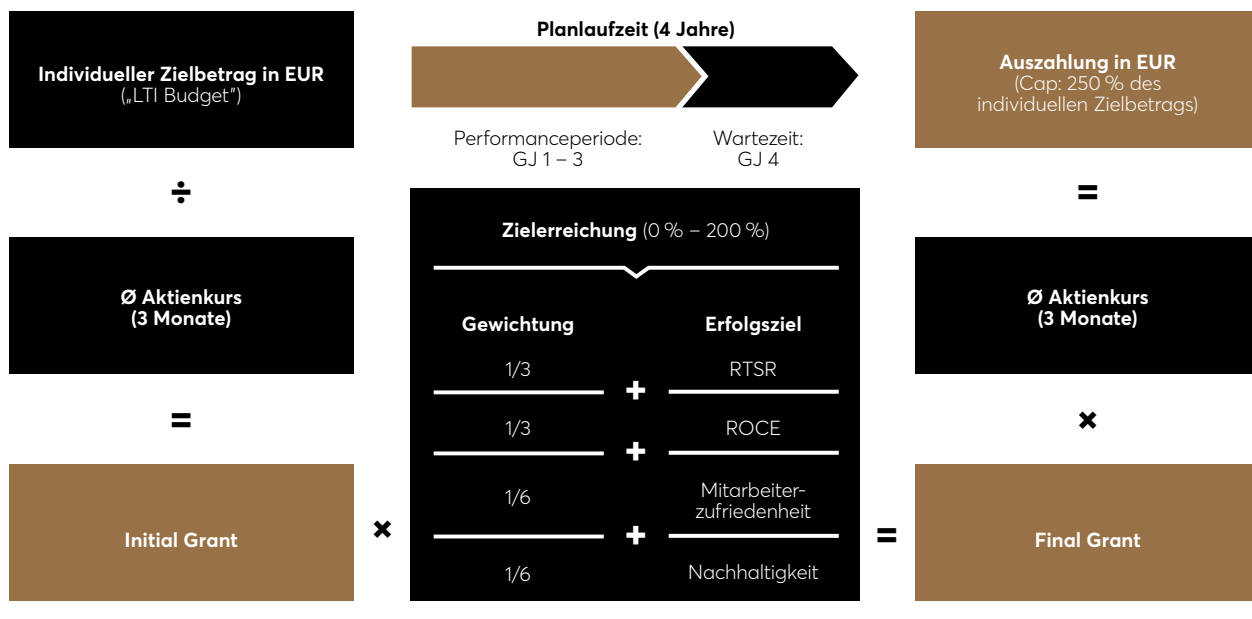 Individueller Zielbetrag in EUR
(„LTI Budget")
÷
Ø Aktienkurs
(3 Monate)
=
Initial Grant
×
Planlaufzeit (4 Jahre)
Performanceperiode:
GJ 1 – 3
Wartezeit:
GJ 4
Zielerreichung (0 % – 200 %)
Gewichtung Erfolgsziel
1/3 RTSR
+
1/3 ROCE
+
1/6 Mitarbeiter-
zufriedenheit
+
1/6 Nachhaltigkeit
=
Final Grant
×
Ø Aktienkurs
(3 Monate)
=
Auszahlung in EUR
(Cap: 250 % des
individuellen Zielbetrags)